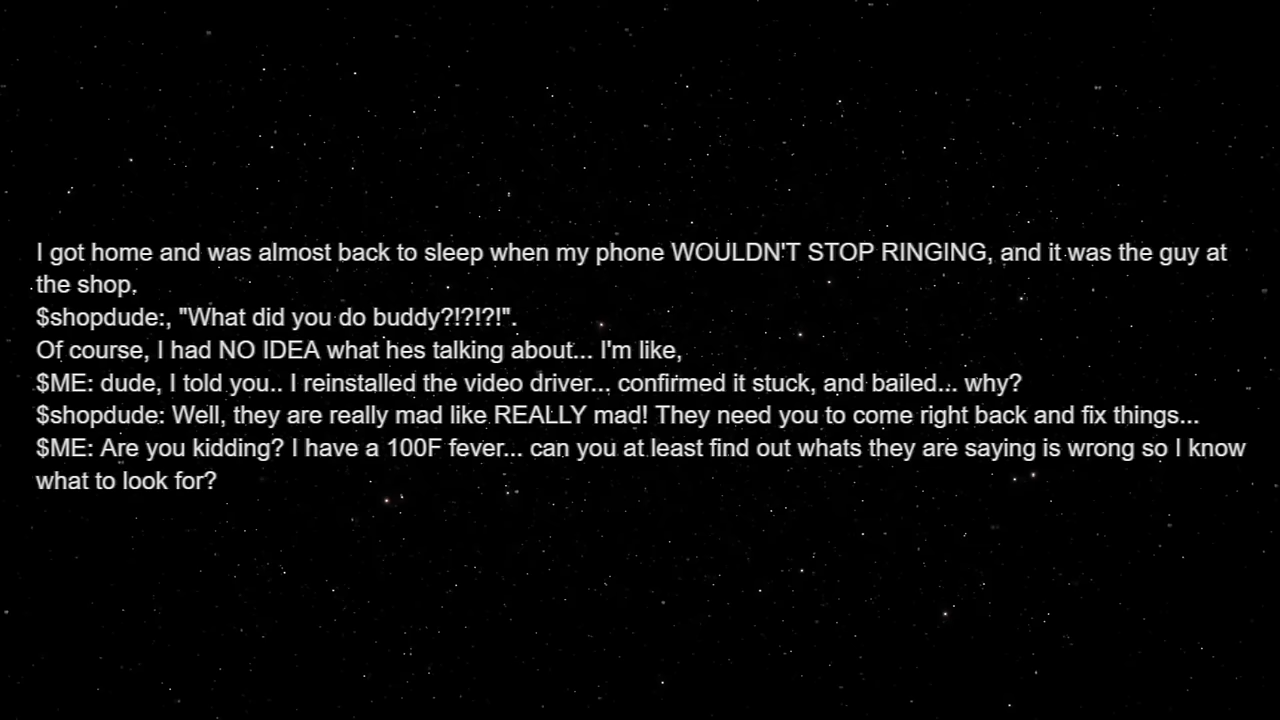 I got home and was almost back to sleep when my phone WOULDN'T STOP RINGING, and it was the guy at
the shop,
$shopdude:, "What did you do buddy?!?!?!".
Of course, I had NO IDEA what hes talking about... I'm like,
$ME: dude, I told you.. I reinstalled the video driver... confirmed it stuck, and bailed... why?
$shopdude: Well, they are really mad like REALLY mad! They need you to come right back and fix things...
$ME: Are you kidding? I have a 100F fever... can you at least find out whats they are saying is wrong so I know
what to look for?